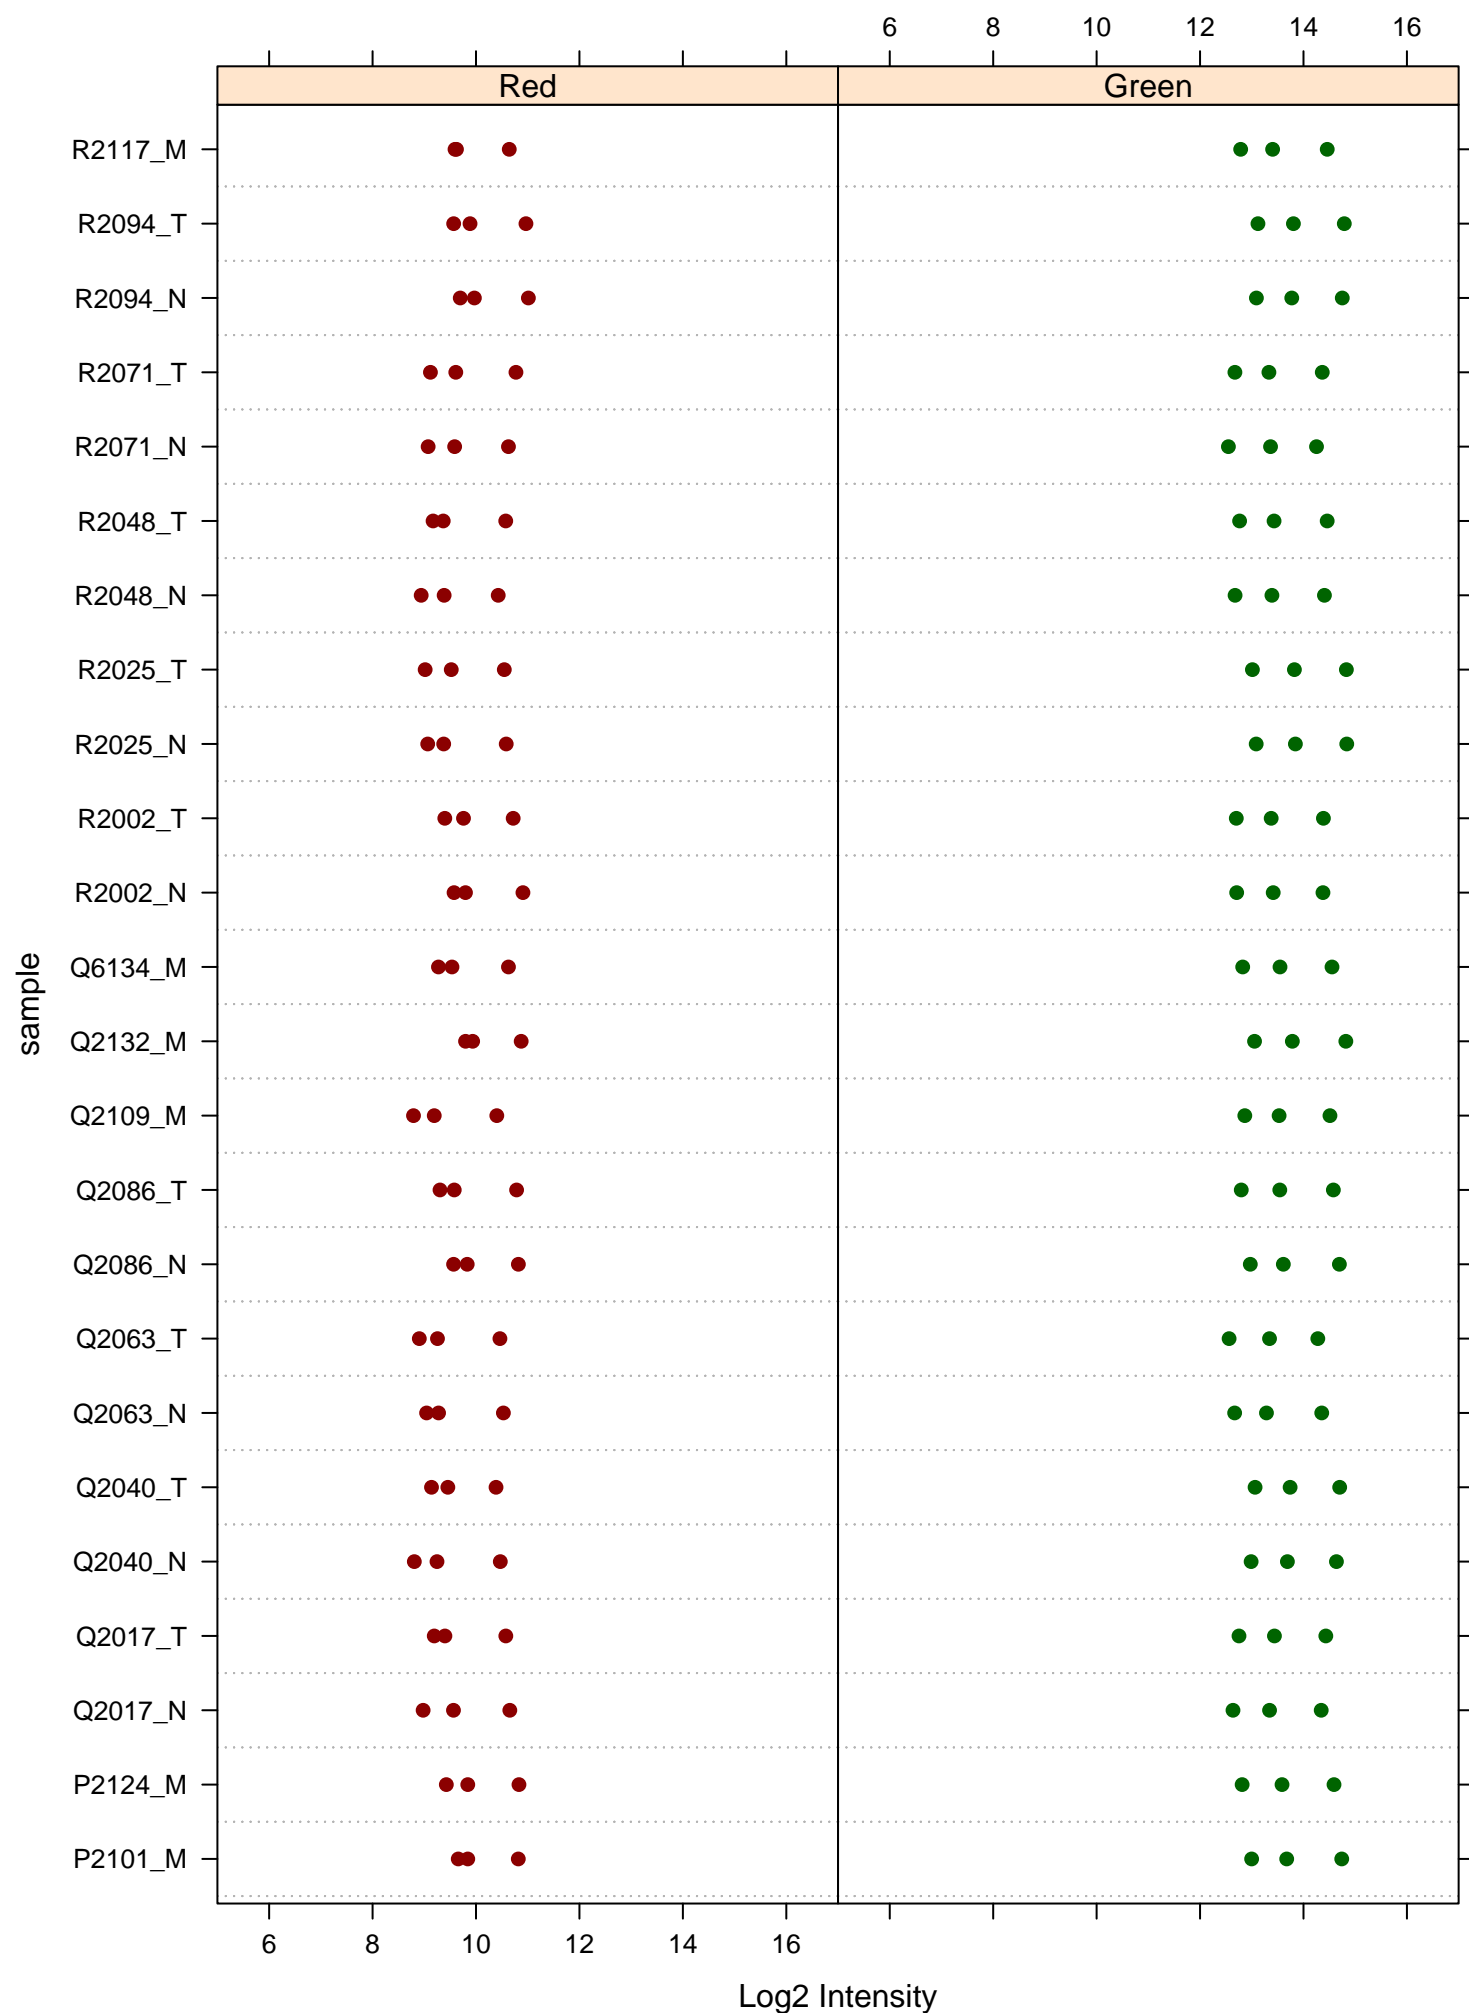 6 8 10 12 14 16
Red Green
R2117_M
R2094_T
R2094_N
R2071_T
R2071_N
R2048_T
R2048_N
R2025_T
R2025_N
R2002_T
R2002_N
Q6134_M
sample
Q2132_M
Q2109_M
Q2086_T
Q2086_N
Q2063_T
Q2063_N
Q2040_T
Q2040_N
Q2017_T
Q2017_N
P2124_M
P2101_M
6 8 10 12 14 16
Log2 Intensity